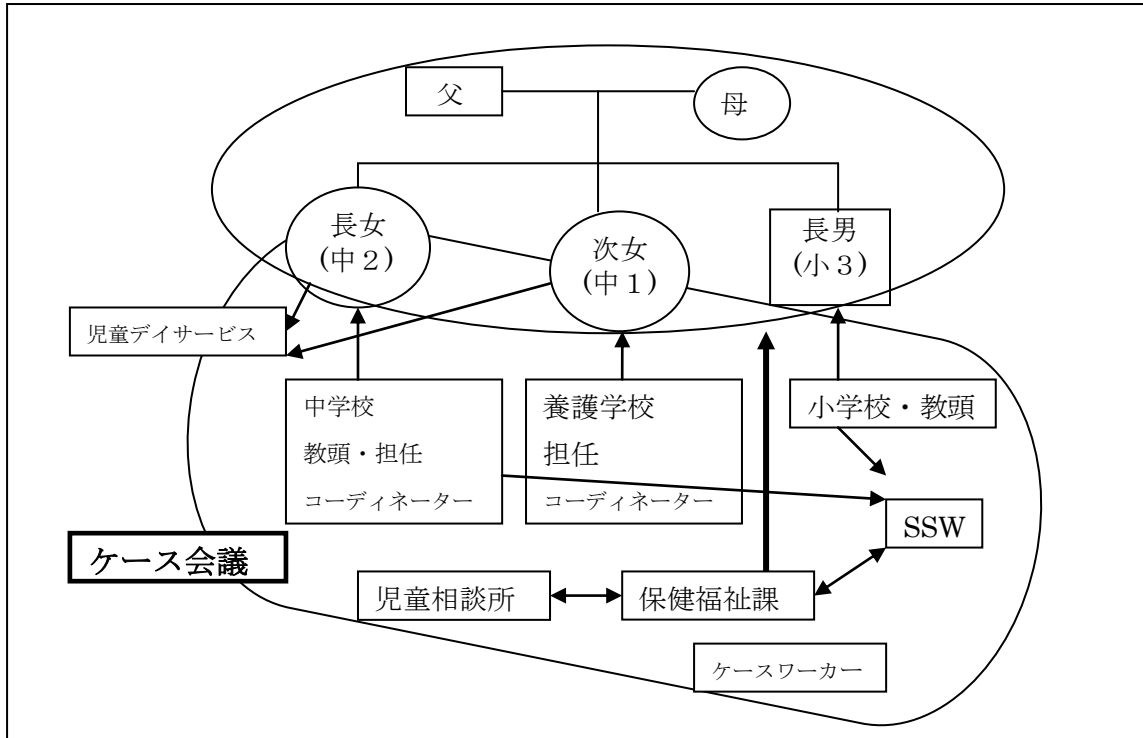 父
母
長女
(中２)
次女
(中１)
長男
(小３)
児童デイサービス
中学校
教頭・担任
コーディネーター
養護学校
担任
コーディネーター
小学校・教頭
SSW
ケース会議
児童相談所
保健福祉課
ケースワーカー